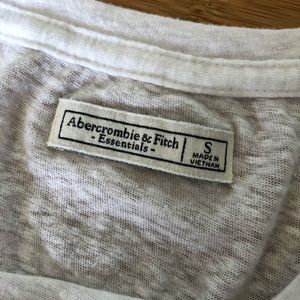 Abercrombie & Fitch
- Essentials -
S
MADE IN
VIETNAM